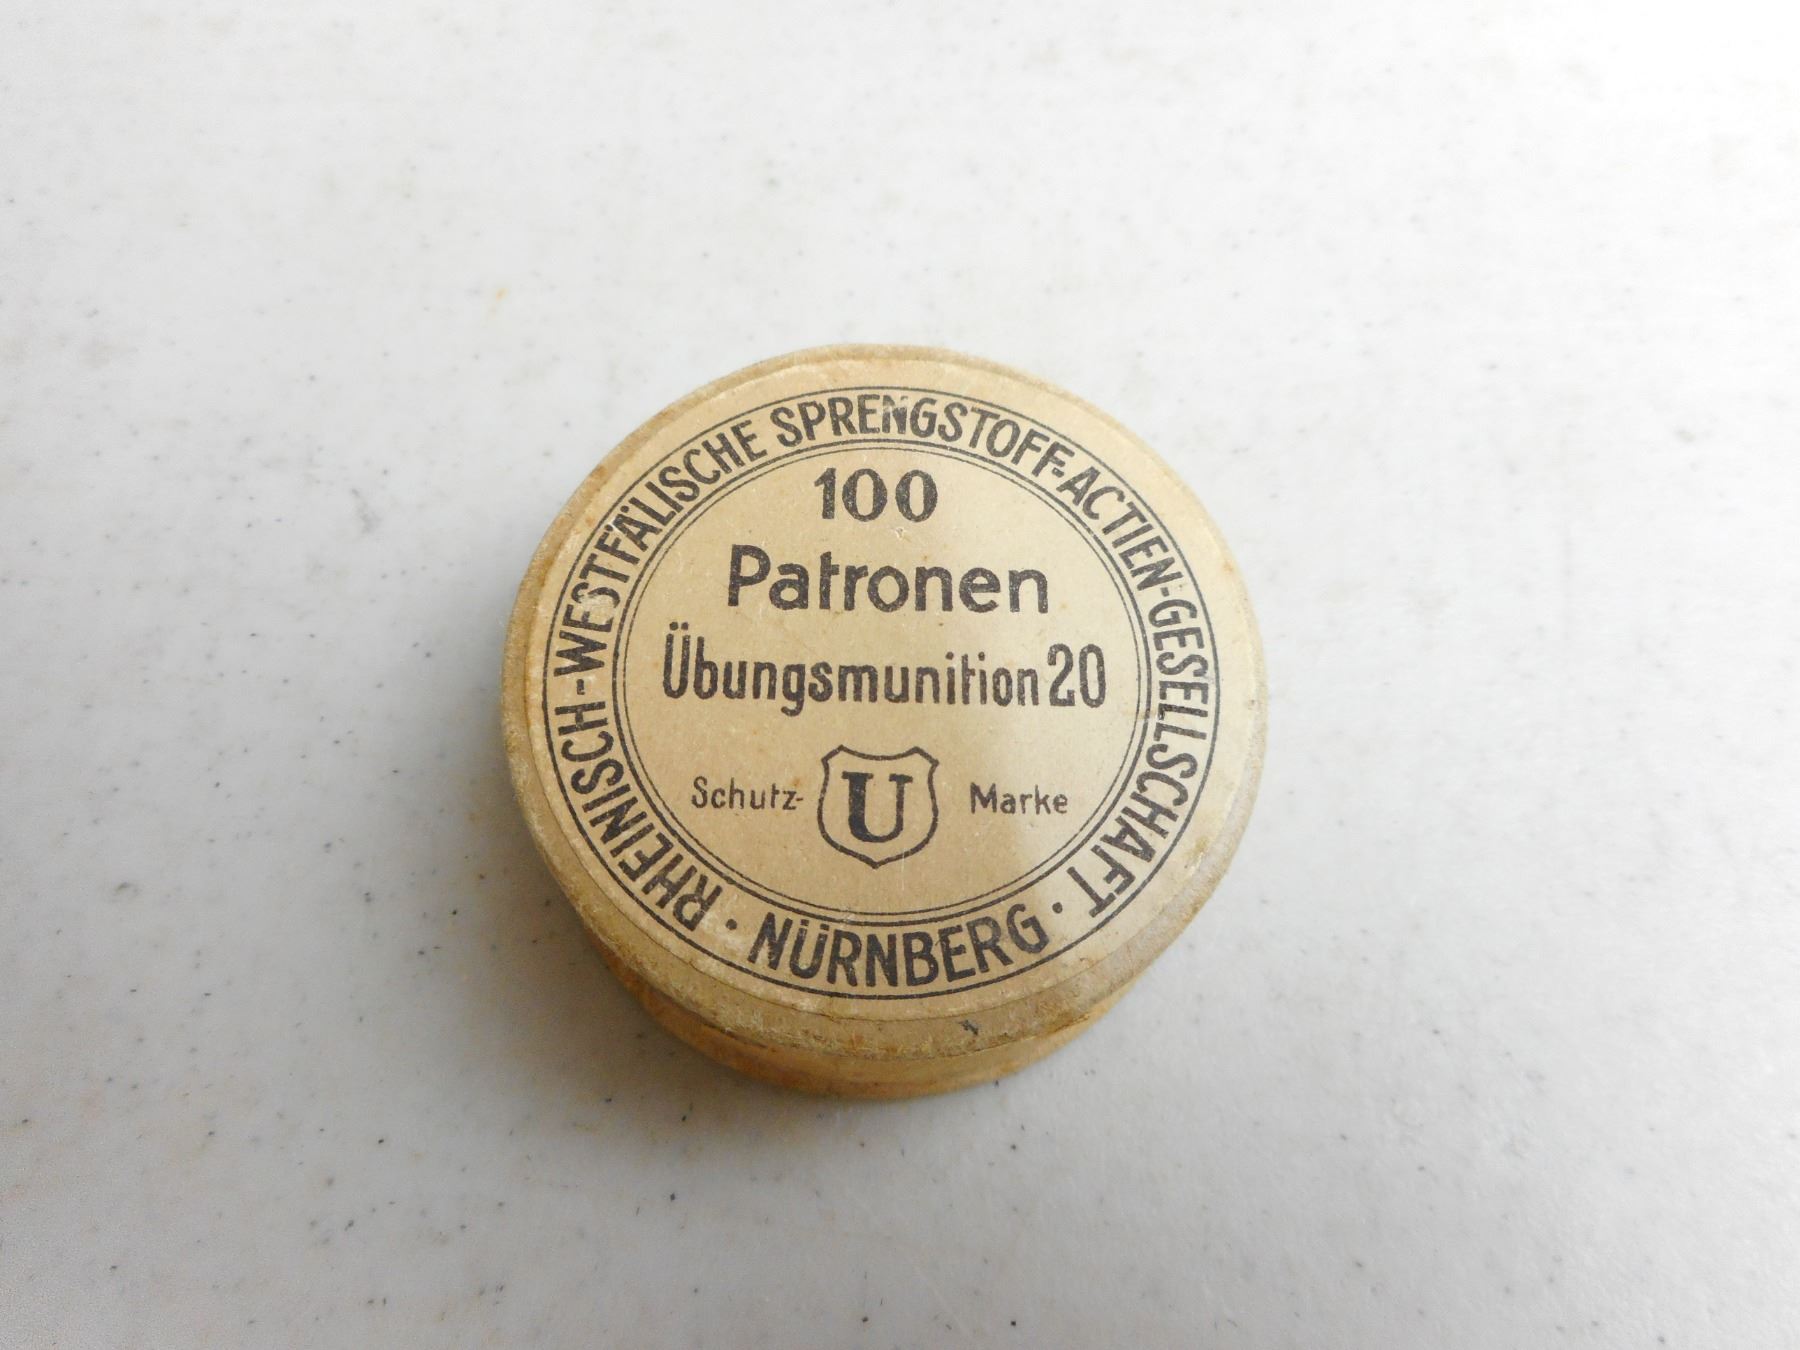 RHEINISCH-WESTFÄLISCHE SPRENGSTOFF-ACTIEN-GESELLSCHAFT · NÜRNBERG ·
100
Patronen
Übungsmunition 20
Schutz- U Marke